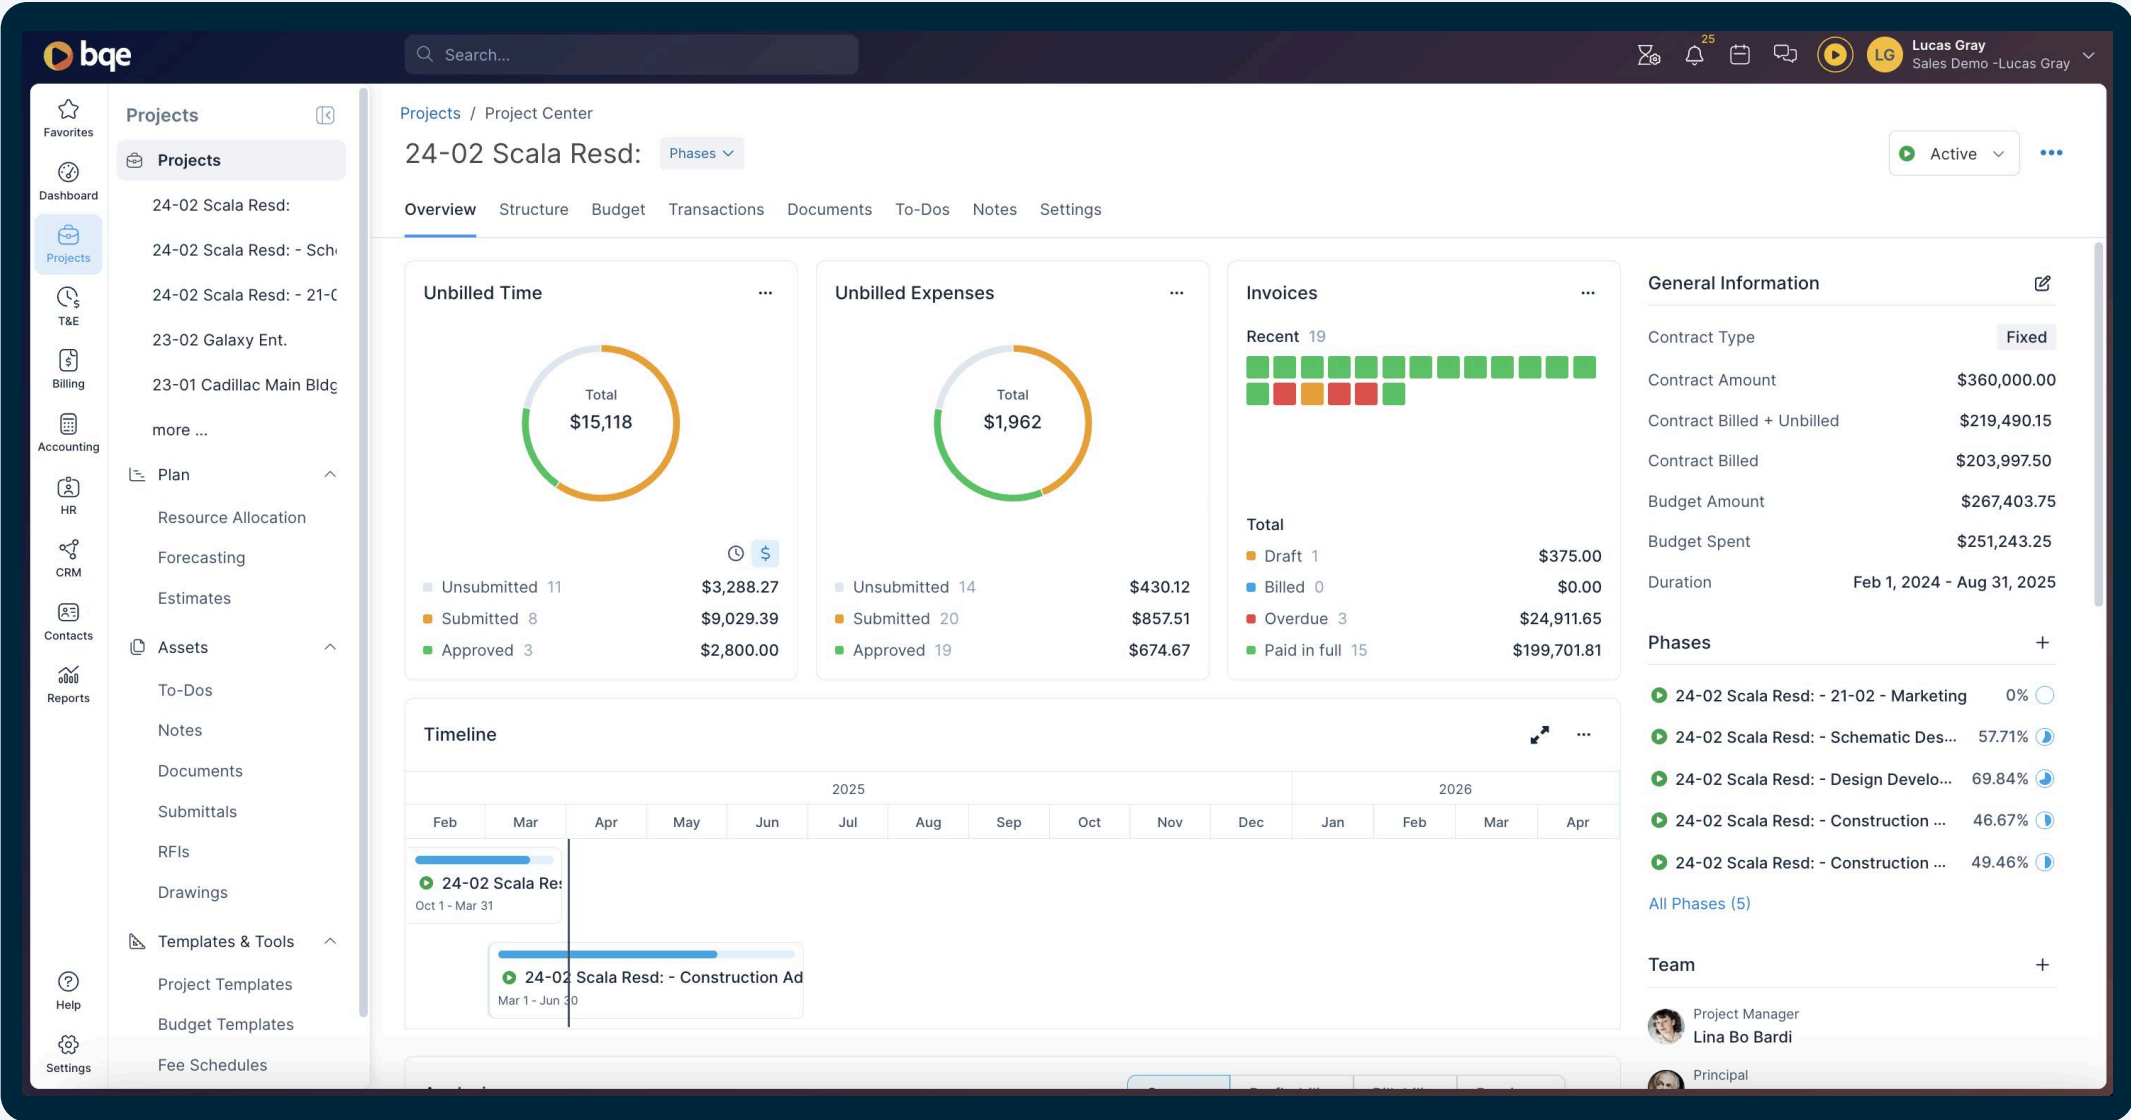 bqe
Search...
25
LG
Lucas Gray
Sales Demo -Lucas Gray
Favorites
Dashboard
Projects
T&E
Billing
Accounting
HR
CRM
Contacts
Reports
Help
Settings
Projects
Projects
24-02 Scala Resd:
24-02 Scala Resd: - Sch
24-02 Scala Resd: - 21-0
23-02 Galaxy Ent.
23-01 Cadillac Main Bldg
more ...
Plan
Resource Allocation
Forecasting
Estimates
Assets
To-Dos
Notes
Documents
Submittals
RFIs
Drawings
Templates & Tools
Project Templates
Budget Templates
Fee Schedules
Projects / Project Center
24-02 Scala Resd: Phases
Active
Overview Structure Budget Transactions Documents To-Dos Notes Settings
Unbilled Time
Total
$15,118
$
Unsubmitted 11 $3,288.27
Submitted 8 $9,029.39
Approved 3 $2,800.00
Unbilled Expenses
Total
$1,962
Unsubmitted 14 $430.12
Submitted 20 $857.51
Approved 19 $674.67
Invoices
Recent 19
Total
Draft 1 $375.00
Billed 0 $0.00
Overdue 3 $24,911.65
Paid in full 15 $199,701.81
Timeline
2025 2026
Feb Mar Apr May Jun Jul Aug Sep Oct Nov Dec Jan Feb Mar Apr
24-02 Scala Res
Oct 1 - Mar 31
24-02 Scala Resd: - Construction Ad
Mar 1 - Jun 30
General Information
Contract Type Fixed
Contract Amount $360,000.00
Contract Billed + Unbilled $219,490.15
Contract Billed $203,997.50
Budget Amount $267,403.75
Budget Spent $251,243.25
Duration Feb 1, 2024 - Aug 31, 2025
Phases
24-02 Scala Resd: - 21-02 - Marketing 0%
24-02 Scala Resd: - Schematic Des... 57.71%
24-02 Scala Resd: - Design Develo... 69.84%
24-02 Scala Resd: - Construction ... 46.67%
24-02 Scala Resd: - Construction ... 49.46%
All Phases (5)
Team
Project Manager
Lina Bo Bardi
Principal